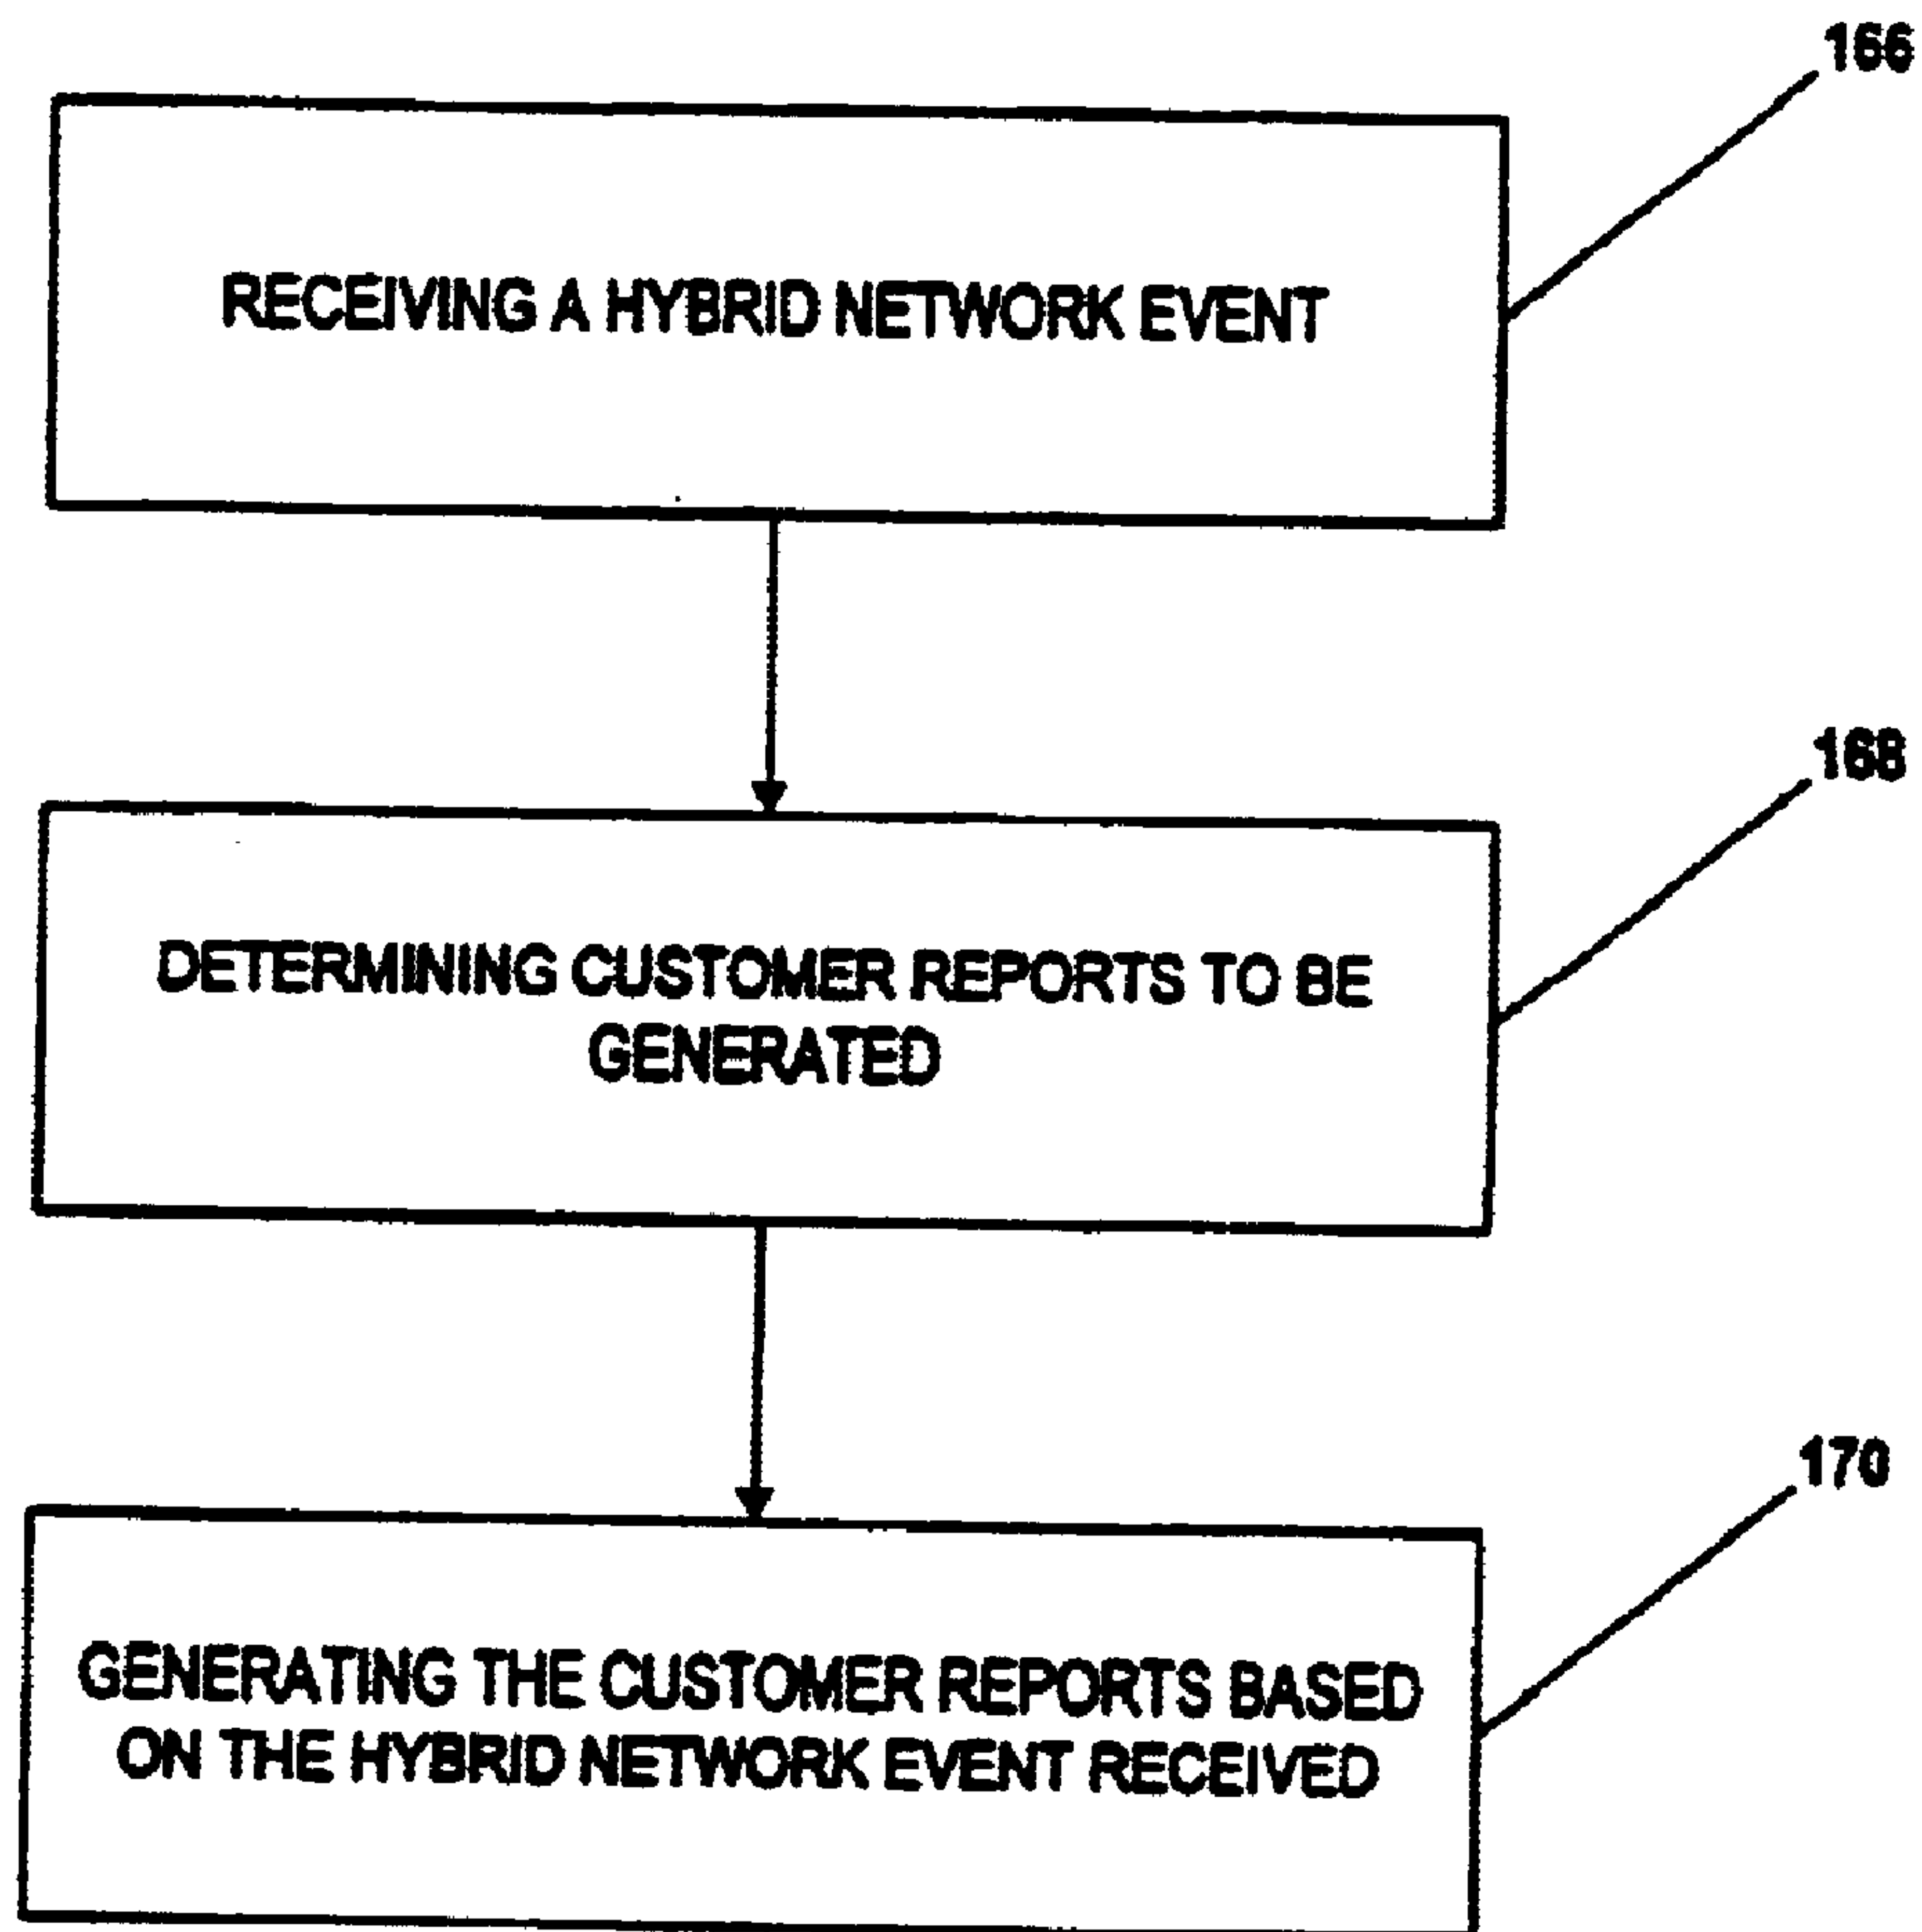 166
RECEIVING A HYBRID NETWORK EVENT
168
DETERMINING CUSTOMER REPORTS TO BE
GENERATED
170
GENERATING THE CUSTOMER REPORTS BASED
ON THE HYBRID NETWORK EVENT RECEIVED